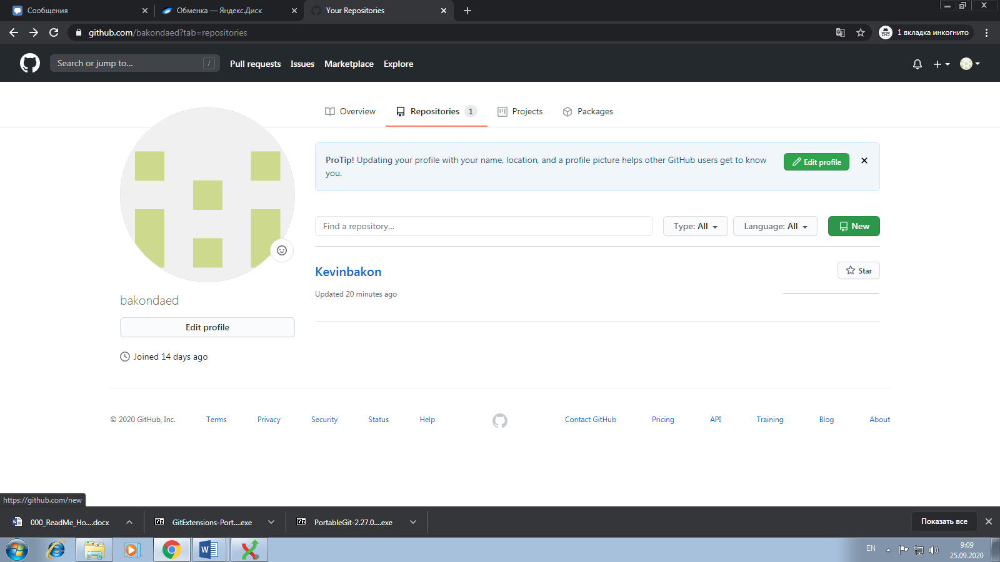 Сообщения
Обменка — Яндекс.Диск
Your Repositories
github.com/bakondaed?tab=repositories
1 вкладка инкогнито
Search or jump to...
/
Pull requests
Issues
Marketplace
Explore
Overview
Repositories 1
Projects
Packages
ProTip! Updating your profile with your name, location, and a profile picture helps other GitHub users get to know
you.
Edit profile
Find a repository...
Type: All
Language: All
New
Kevinbakon
Star
Updated 20 minutes ago
bakondaed
Edit profile
Joined 14 days ago
© 2020 GitHub, Inc.
Terms
Privacy
Security
Status
Help
Contact GitHub
Pricing
API
Training
Blog
About
https://github.com/new
000_ReadMe_Ho....docx
GitExtensions-Port....exe
PortableGit-2.27.0....exe
Показать все
EN
9:09
25.09.2020